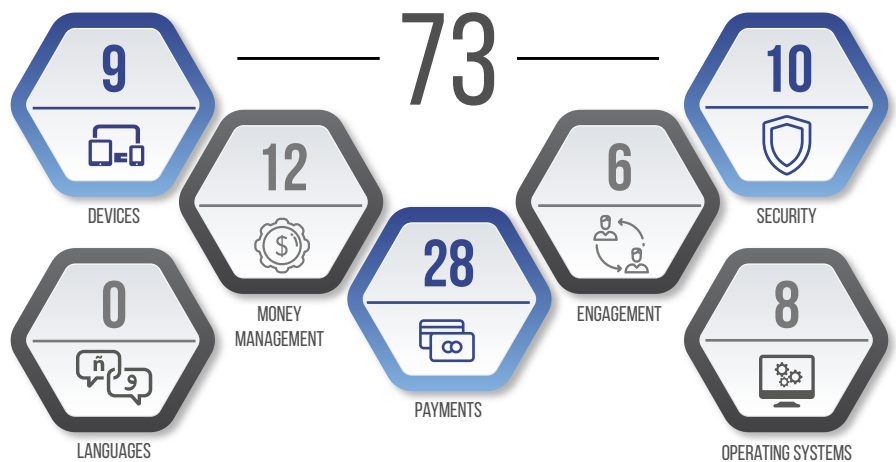 73
9
DEVICES
12
MONEY
MANAGEMENT
28
PAYMENTS
6
ENGAGEMENT
10
SECURITY
0
ñ
و
LANGUAGES
$
8
OPERATING SYSTEMS